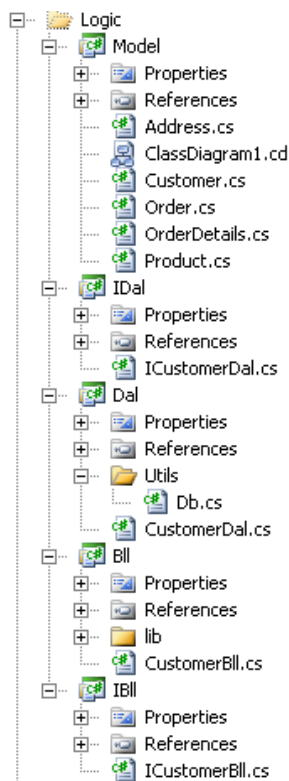 Logic
Model
Properties
References
Address.cs
ClassDiagram1.cd
Customer.cs
Order.cs
OrderDetails.cs
Product.cs
IDal
Properties
References
ICustomerDal.cs
Dal
Properties
References
Utils
Db.cs
CustomerDal.cs
Bll
Properties
References
lib
CustomerBll.cs
IBll
Properties
References
ICustomerBll.cs